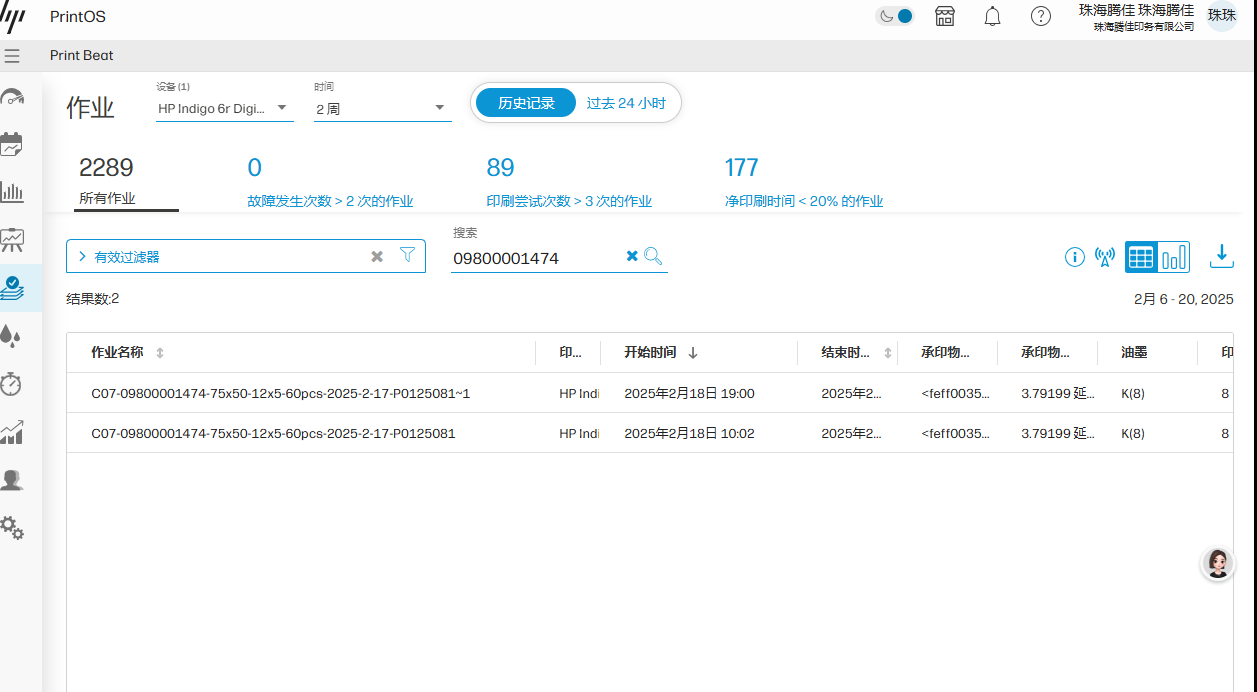 hp
PrintOS
珠海腾佳 珠海腾佳
珠海腾佳印务有限公司
珠珠
Print Beat
作业
设备 (1)
HP Indigo 6r Digi...
时间
2 周
历史记录
过去 24 小时
2289
所有作业
0
故障发生次数 > 2 次的作业
89
印刷尝试次数 > 3 次的作业
177
净印刷时间 < 20% 的作业
有效过滤器
搜索
09800001474
结果数:2
2月 6 - 20, 2025
作业名称 印... 开始时间 结束时... 承印物... 承印物... 油墨 印
C07-09800001474-75x50-12x5-60pcs-2025-2-17-P0125081~1 HP Indi 2025年2月18日 19:00 2025年2... <feff0035... 3.79199 延... K(8) 8
C07-09800001474-75x50-12x5-60pcs-2025-2-17-P0125081 HP Indi 2025年2月18日 10:02 2025年2... <feff0035... 3.79199 延... K(8) 8